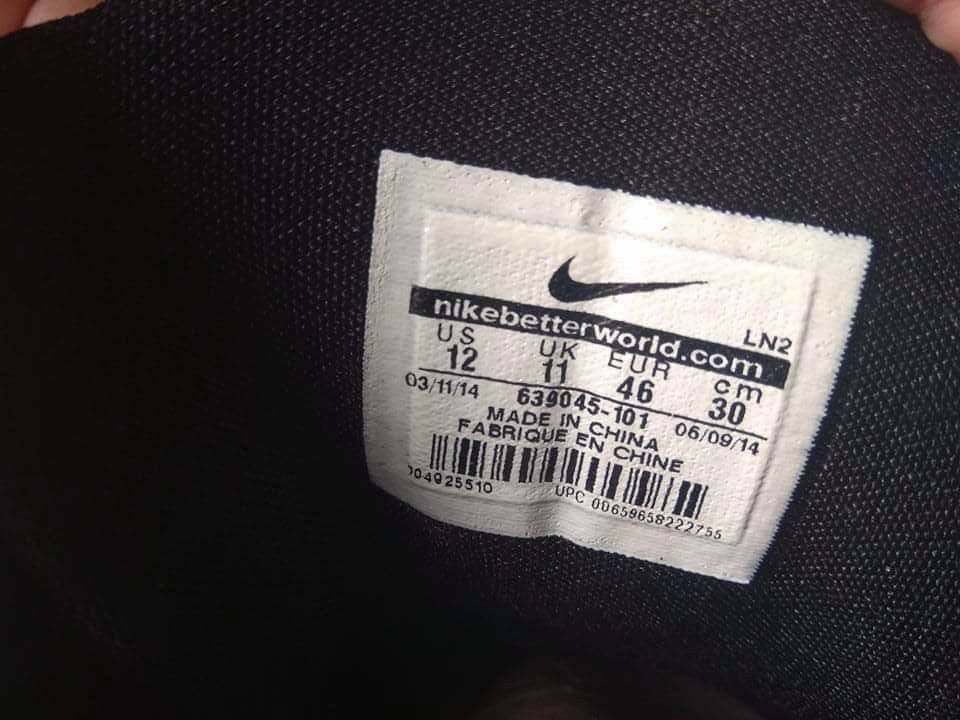 nikebetterworld.com LN2
US UK EUR cm
12 11 46 30
03/11/14 639045-101 06/09/14
MADE IN CHINA
FABRIQUE EN CHINE
UPC 00659658222755